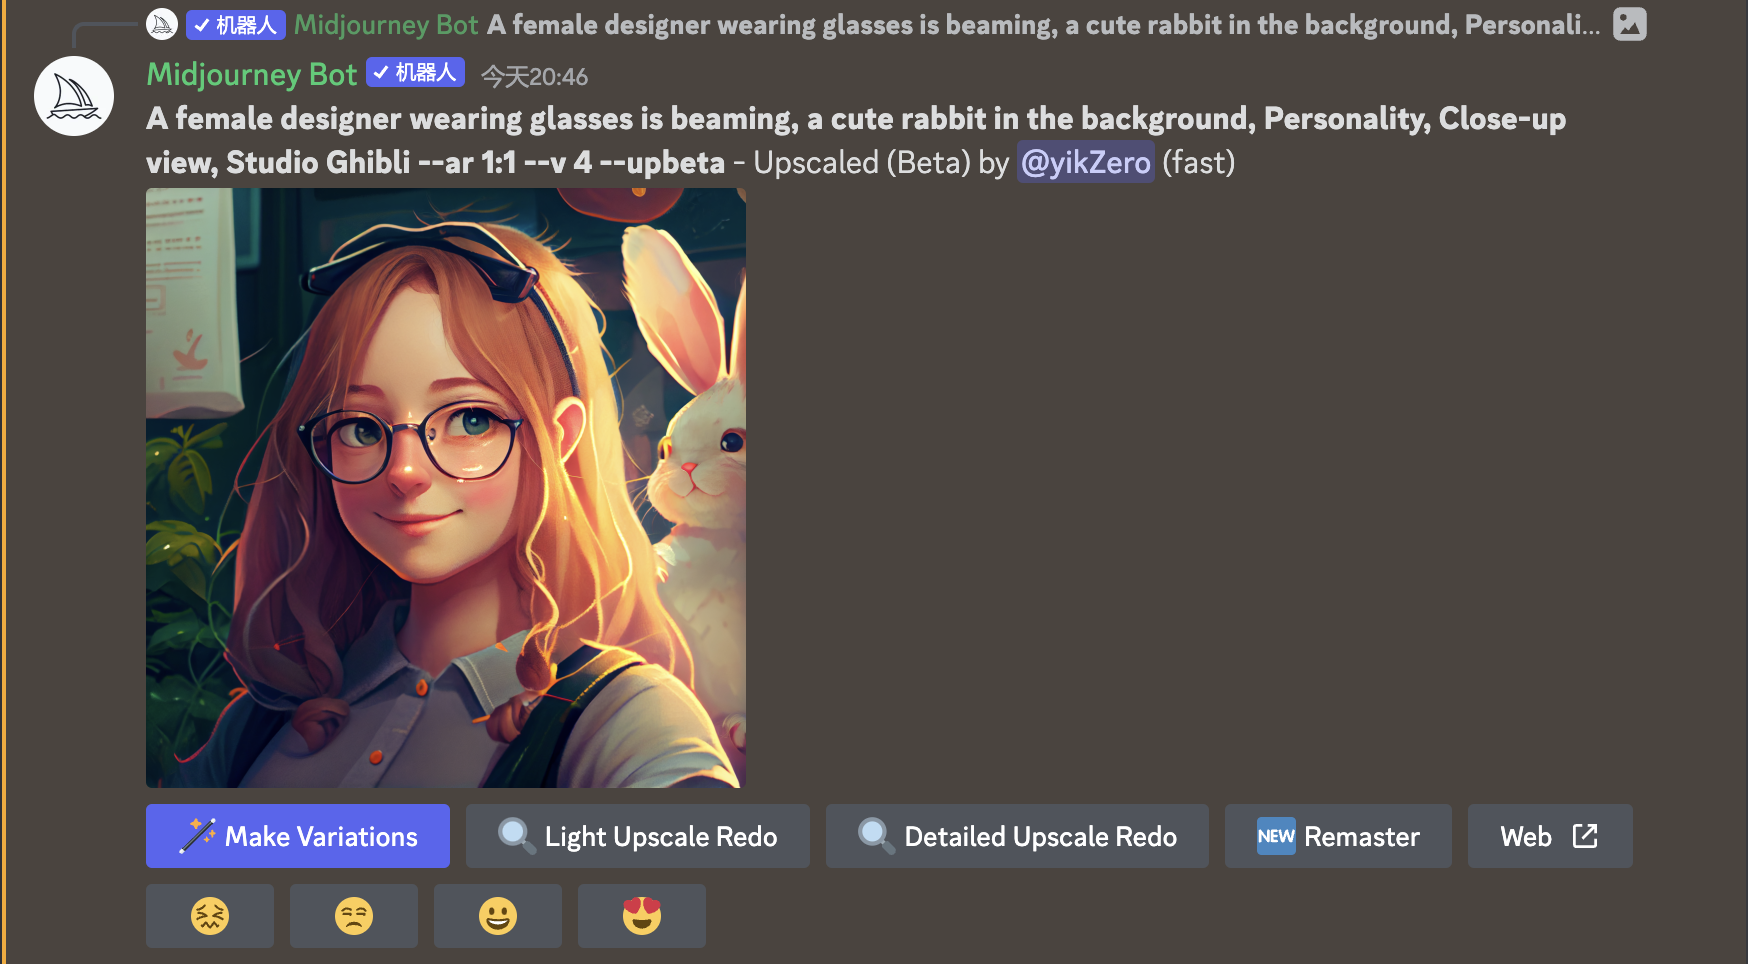 机器人 Midjourney Bot A female designer wearing glasses is beaming, a cute rabbit in the background, Personali...
Midjourney Bot 机器人 今天20:46
A female designer wearing glasses is beaming, a cute rabbit in the background, Personality, Close-up
view, Studio Ghibli --ar 1:1 --v 4 --upbeta - Upscaled (Beta) by @yikZero (fast)
Make Variations Light Upscale Redo Detailed Upscale Redo NEW Remaster Web